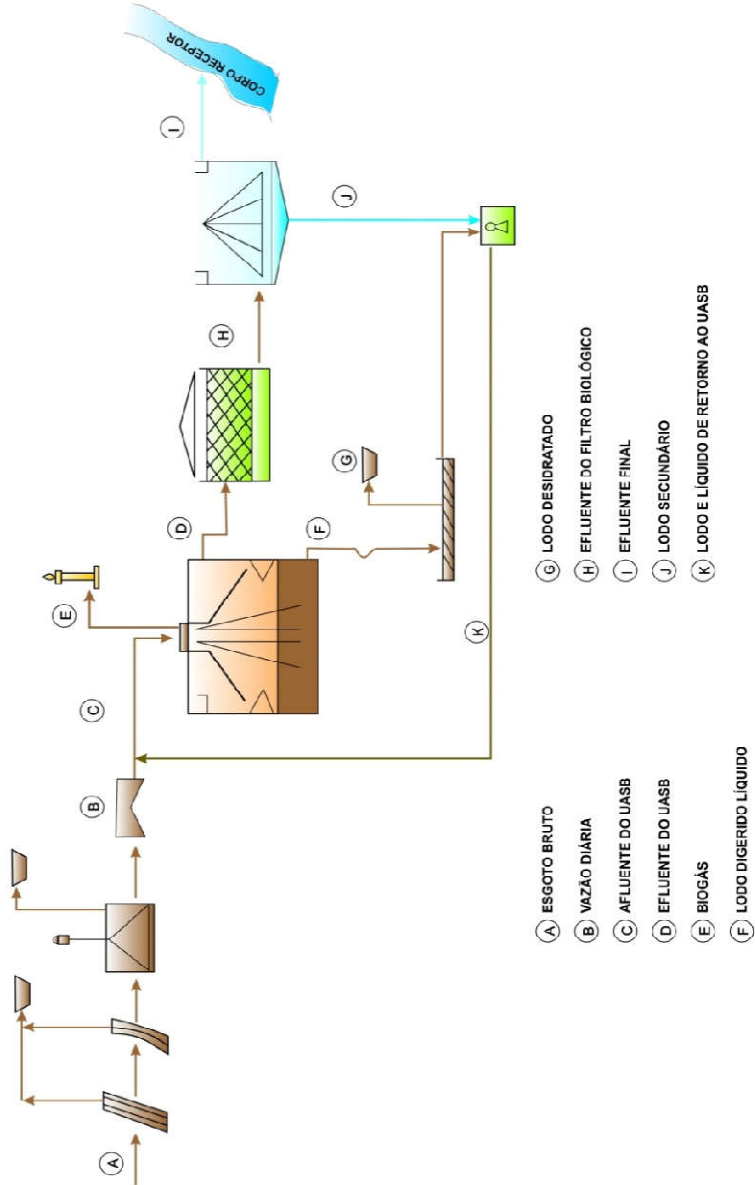 A
B
C
D
E
F
G
H
I
J
K
CORPO RECEPTOR
A ESGOTO BRUTO
B VAZÃO DIÁRIA
C AFLUENTE DO UASB
D EFLUENTE DO UASB
E BIOGÁS
F LODO DIGERIDO LÍQUIDO
G LODO DESIDRATADO
H EFLUENTE DO FILTRO BIOLÓGICO
I EFLUENTE FINAL
J LODO SECUNDÁRIO
K LODO E LÍQUIDO DE RETORNO AO UASB